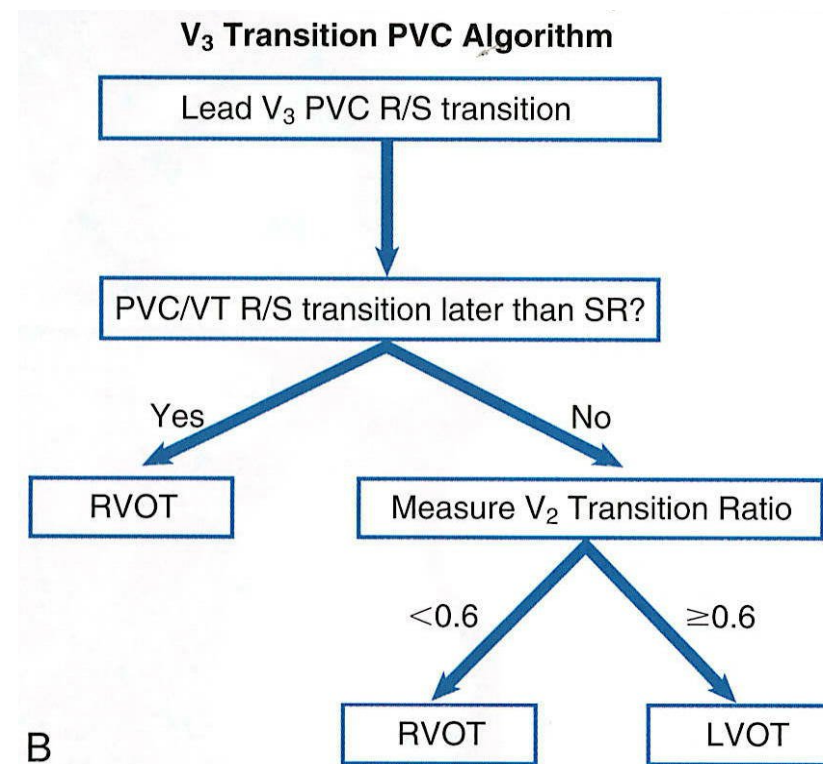 V₃ Transition PVC Algorithm
Lead V₃ PVC R/S transition
PVC/VT R/S transition later than SR?
Yes
No
RVOT
Measure V₂ Transition Ratio
<0.6
≥0.6
RVOT
LVOT
B